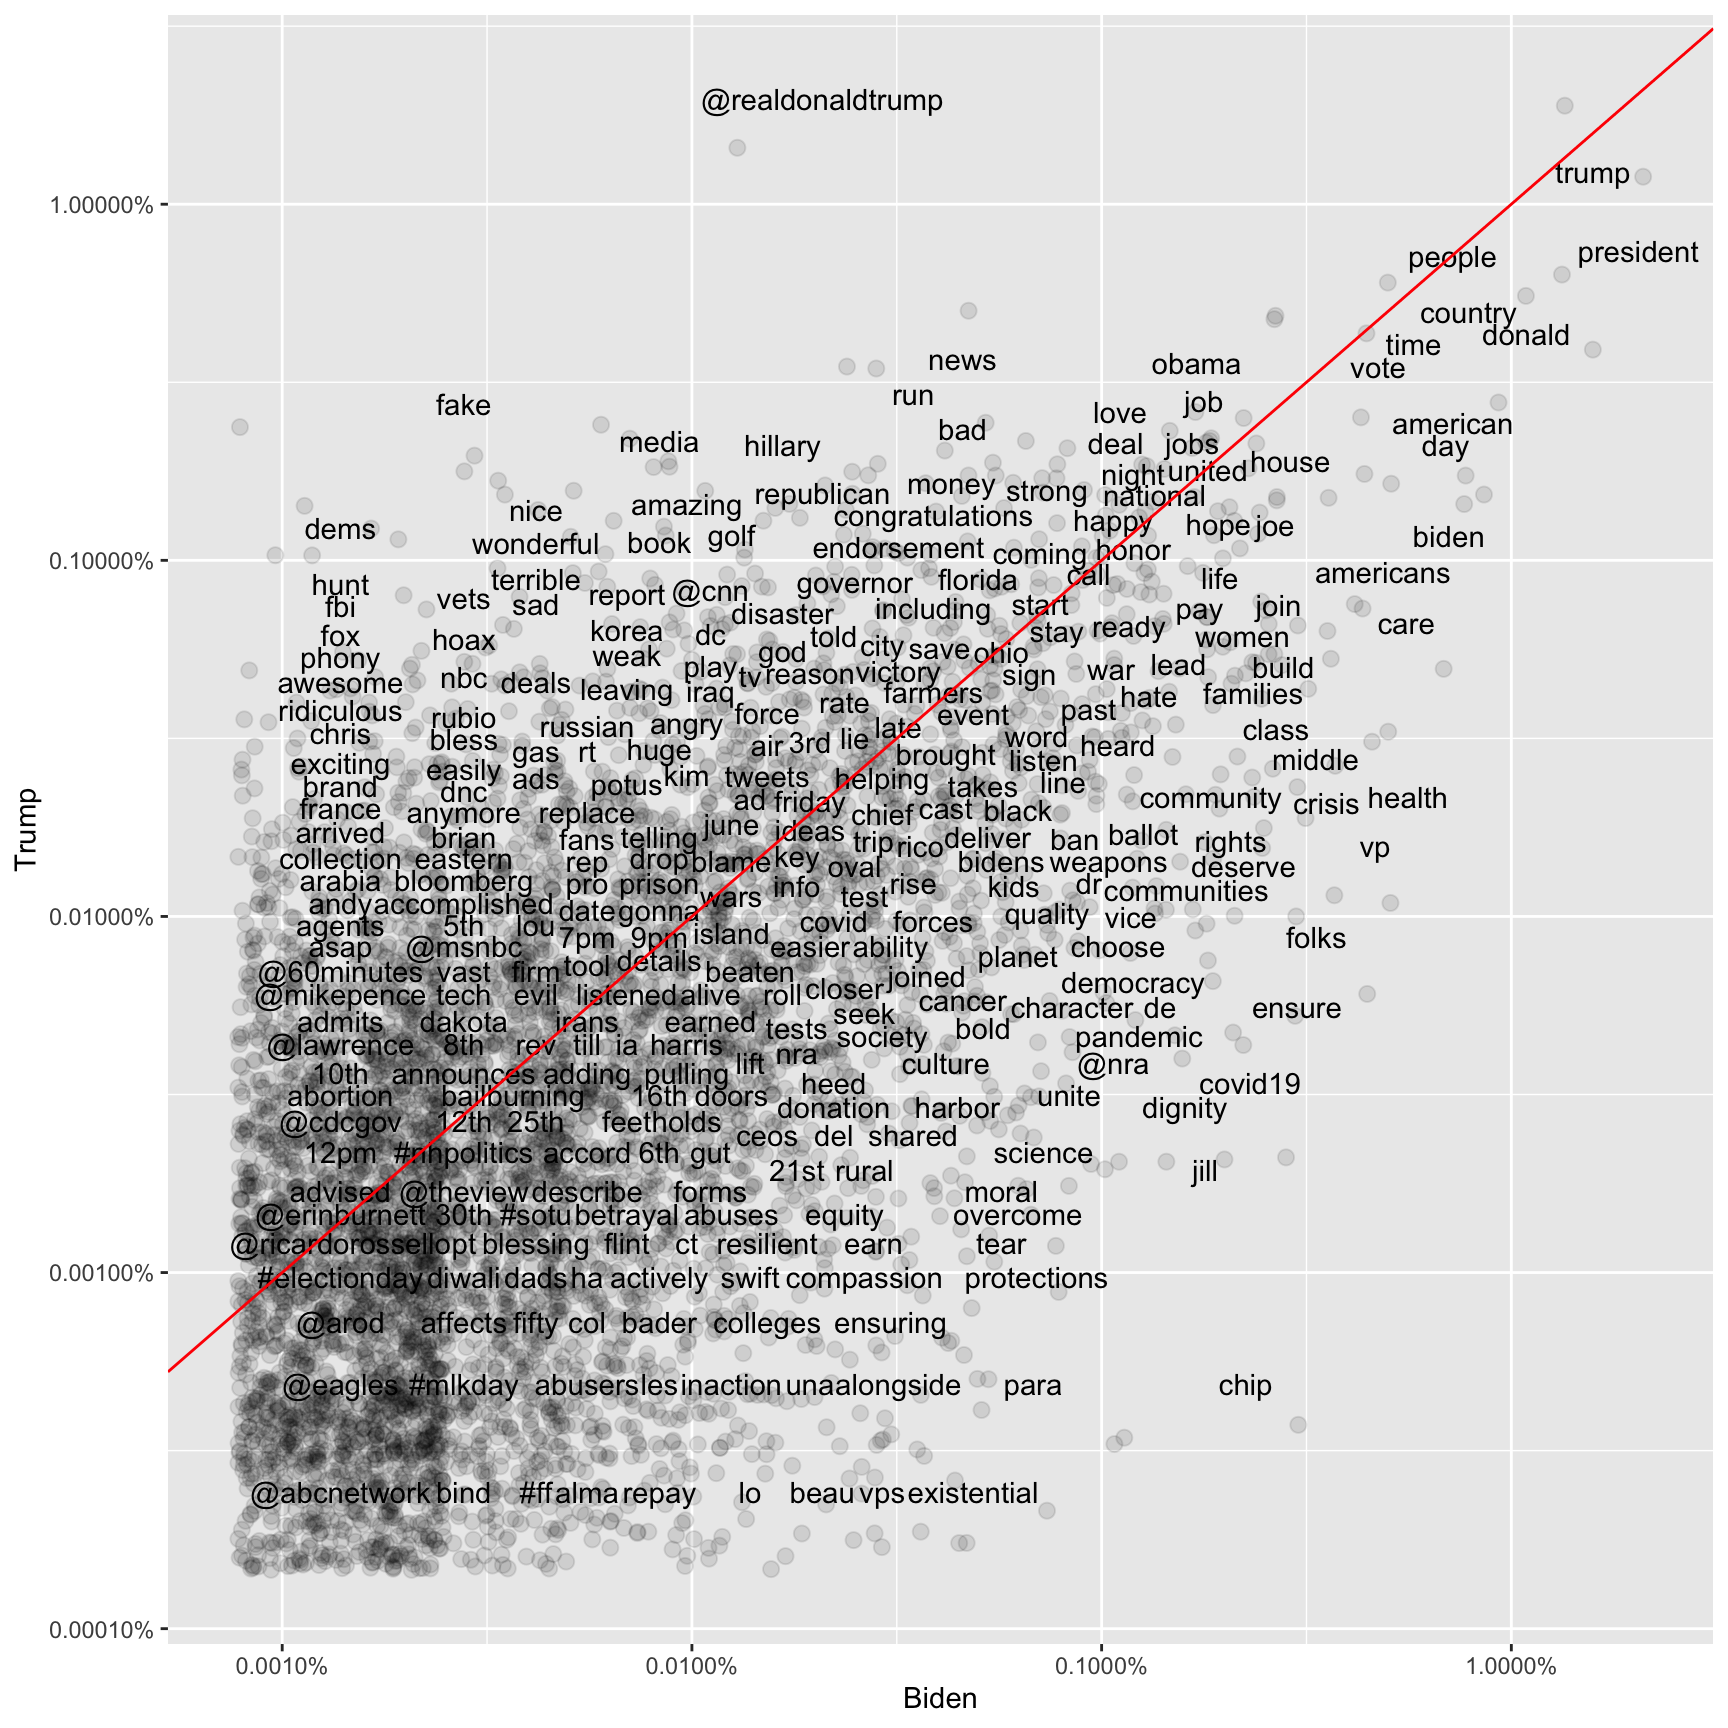 @realdonaldtrump
trump
1.00000%
people president
country
donald
time
news obama vote
run job
fake love
american
bad
media hillary deal jobs day
house
night united
money strong
republican national
amazing
nice congratulations happy hope joe
dems golf biden
wonderful book endorsement coming honor
0.10000%
call americans
hunt terrible governor florida life
report @cnn
fbi vets sad disaster including start pay join
fox hoax korea dc told stay ready women care
phony weak god city save ohio
play war lead build
awesome nbc deals tv reason victory sign
leaving iraq farmers hate families
ridiculous rubio force rate event past
chris russian angry late class
bless gas rt huge air 3rd lie word heard
exciting brought listen middle
easily ads kim tweets helping line
brand dnc potus takes
france anymore replace ad friday chief cast black community crisis health
Trump
arrived brian fans telling june ideas trip rico deliver ban ballot rights vp
collection eastern rep drop blame key oval bidens weapons deserve
arabia bloomberg pro prison info rise kids dr communities
andy accomplished date gonna wars test quality vice
0.01000%
agents 5th lou 7pm 9pm island covid forces folks
asap @msnbc easier ability choose
@60minutes vast firm tool details beaten joined planet
@mikepence tech evil listened alive roll closer cancer democracy
character de ensure
admits dakota irans earned tests seek society bold pandemic
@lawrence 8th rev till ia harris nra
lift culture @nra
10th announces adding pulling heed covid19
abortion bail burning 16th doors donation harbor unite dignity
@cdcgov 12th 25th feet holds ceos del shared
12pm #nhpolitics accord 6th gut science
21st rural jill
advised @theview describe forms moral
@erinburnett 30th #sotu betrayal abuses equity overcome
@ricardorossello opt blessing flint ct resilient earn tear
0.00100%
#electionday diwali dads ha actively swift compassion protections
@arod affects fifty col bader colleges ensuring
@eagles #mlkday abusers les inaction una alongside para chip
@abcnetwork bind #ff alma repay lo beau vps existential
0.00010%
0.0010% 0.0100% 0.1000% 1.0000%
Biden